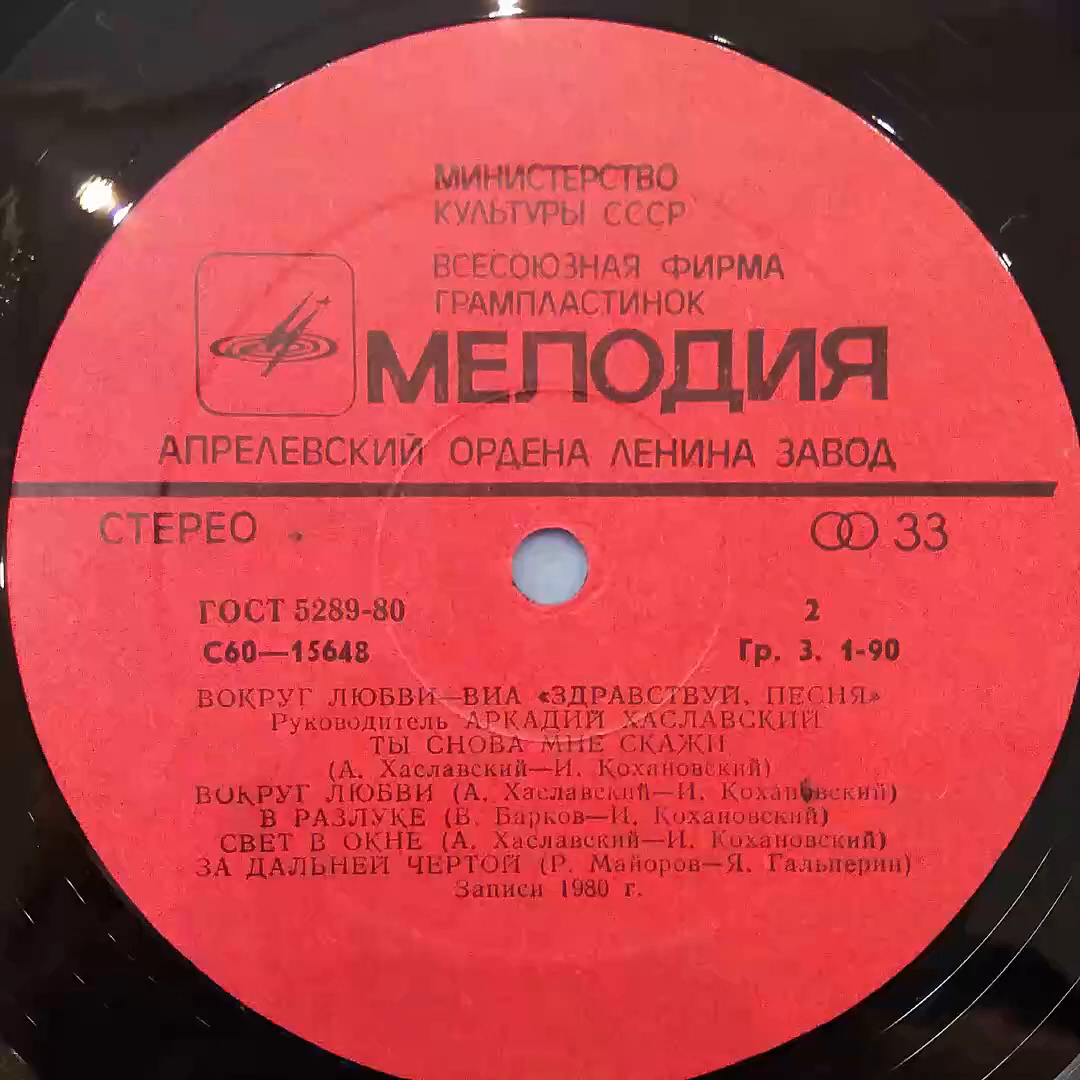 МИНИСТЕРСТВО
КУЛЬТУРЫ СССР
ВСЕСОЮЗНАЯ ФИРМА
ГРАМПЛАСТИНОК
МЕЛОДИЯ
АПРЕЛЕВСКИЙ ОРДЕНА ЛЕНИНА ЗАВОД
СТЕРЕО 33
ГОСТ 5289-80 2
С60—15648 Гр. 3. 1-90
ВОКРУГ ЛЮБВИ—ВИА «ЗДРАВСТВУЙ, ПЕСНЯ»
Руководитель АРКАДИЙ ХАСЛАВСКИЙ
ТЫ СНОВА МНЕ СКАЖИ
(А. Хаславский—И. Кохановский)
ВОКРУГ ЛЮБВИ (А. Хаславский—И. Кохановский)
В РАЗЛУКЕ (В. Барков—И. Кохановский)
СВЕТ В ОКНЕ (А. Хаславский—И. Кохановский)
ЗА ДАЛЬНЕЙ ЧЕРТОЙ (Р. Майоров—Я. Гальперин)
Записи 1980 г.